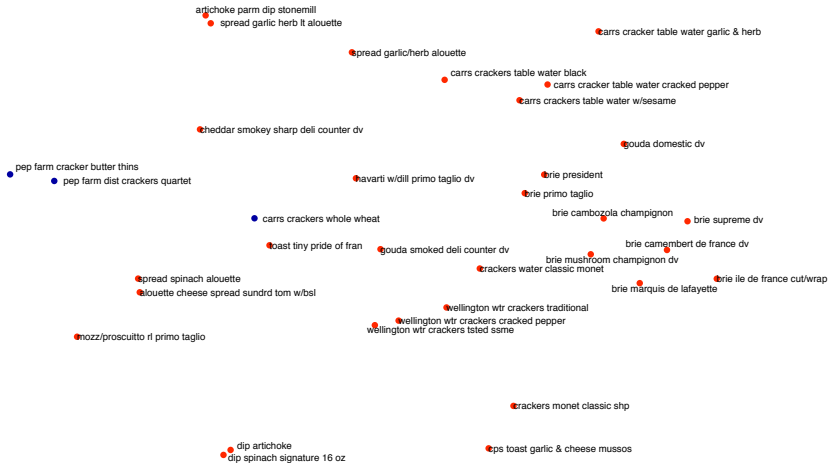 artichoke parm dip stonemill
spread garlic herb lt alouette
carrs cracker table water garlic & herb
spread garlic/herb alouette
carrs crackers table water black
carrs cracker table water cracked pepper
carrs crackers table water w/sesame
cheddar smokey sharp deli counter dv
gouda domestic dv
pep farm cracker butter thins
pep farm dist crackers quartet
havarti w/dill primo taglio dv
brie president
brie primo taglio
brie cambozola champignon
carrs crackers whole wheat
brie supreme dv
toast tiny pride of fran
gouda smoked deli counter dv
brie camembert de france dv
brie mushroom champignon dv
crackers water classic monet
spread spinach alouette
brie ile de france cut/wrap
brie marquis de lafayette
alouette cheese spread sundrd tom w/bsl
wellington wtr crackers traditional
wellington wtr crackers cracked pepper
wellington wtr crackers tsted ssme
mozz/proscuitto rl primo taglio
crackers monet classic shp
dip artichoke
cps toast garlic & cheese mussos
dip spinach signature 16 oz